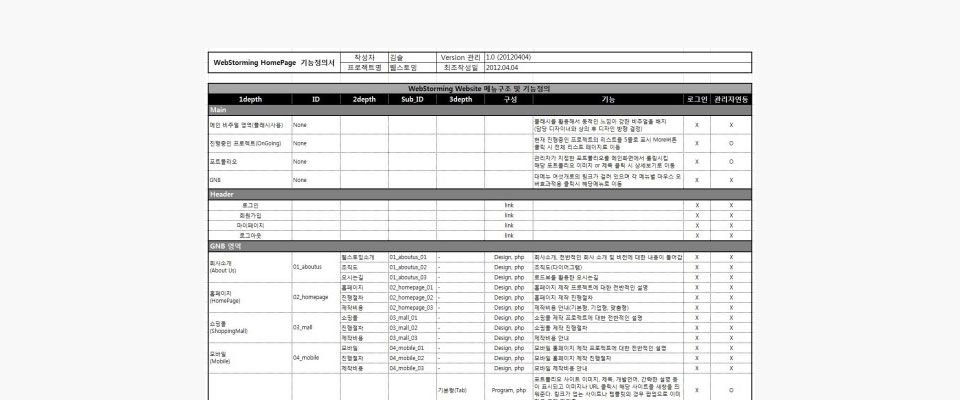 WebStorming HomePage 기능정의서 작성자 김솔 Version 관리 1.0 (20120404)
프로젝트명 웹스토밍 최초작성일 2012.04.04
WebStorming Website 메뉴구조 및 기능정의
1depth ID 2depth Sub_ID 3depth 구성 기능 로그인 관리자연동
Main
메인 비주얼 영역(플래시사용) None 플래시를 활용해서 동적인 느낌이 강한 비주얼을 배치 X X
(담당 디자이너와 상의 후 디자인 방향 결정)
진행중인 프로젝트(OnGoing) None 현재 진행중인 프로젝트의 리스트를 5줄로 표시 More버튼 X O
클릭 시 전체 리스트 페이지로 이동
포트폴리오 None 관리자가 지정한 포트폴리오를 메인화면에서 롤링시킴 X O
해당 포트폴리오 이미지 or 제목 클릭 시 상세보기로 이동
GNB None 대메뉴 여섯개로의 링크가 걸려 있으며 각 메뉴별 마우스 오 X X
버효과적용 클릭시 해당메뉴로 이동
Header
로그인 link X X
회원가입 link X X
마이페이지 link X X
로그아웃 link X X
GNB 영역
회사소개 (About Us) 01_aboutus 웹스토밍소개 01_aboutus_01 - Design, php 회사소개, 전반적인 회사 소개 및 비전에 대한 내용이 들어감 X X
조직도 01_aboutus_02 - Design, php 조직도(다이어그램) X X
오시는길 01_aboutus_03 - Design, php 로드뷰를 활용한 오시는길 X X
홈페이지 (HomePage) 02_homepage 홈페이지 02_homepage_01 - Design, php 홈페이지 제작 프로젝트에 대한 전반적인 설명 X X
진행절차 02_homepage_02 - Design, php 홈페이지 제작 진행절차 X X
제작비용 02_homepage_03 - Design, php 제작비용 안내(기본형, 기업형, 맞춤형) X X
쇼핑몰 (ShoppingMall) 03_mall 쇼핑몰 03_mall_01 - Design, php 쇼핑몰 제작 프로젝트에 대한 전반적인 설명 X X
진행절차 03_mall_02 - Design, php 쇼핑몰 제작 진행절차 X X
제작비용 03_mall_03 - Design, php 제작비용 안내 X X
모바일 (Mobile) 04_mobile 모바일 04_mobile_01 - Design, php 모바일 홈페이지 제작 프로젝트에 대한 전반적인 설명 X X
진행절차 04_mobile_02 - Design, php 모바일 홈페이지 제작 진행절차 X X
제작비용 04_mobile_03 - Design, php 모바일 제작비용 안내 X X
포트폴리오 사이트 이미지, 제목, 개발언어, 간략한 설명 등
기본형(Tab) Program, php 이 표시되고 이미지나 URL 클릭시 해당 사이트를 새창을 띄 X O
워준다. 링크가 없는 사이트나 템플릿의 경우 팝업으로 이미